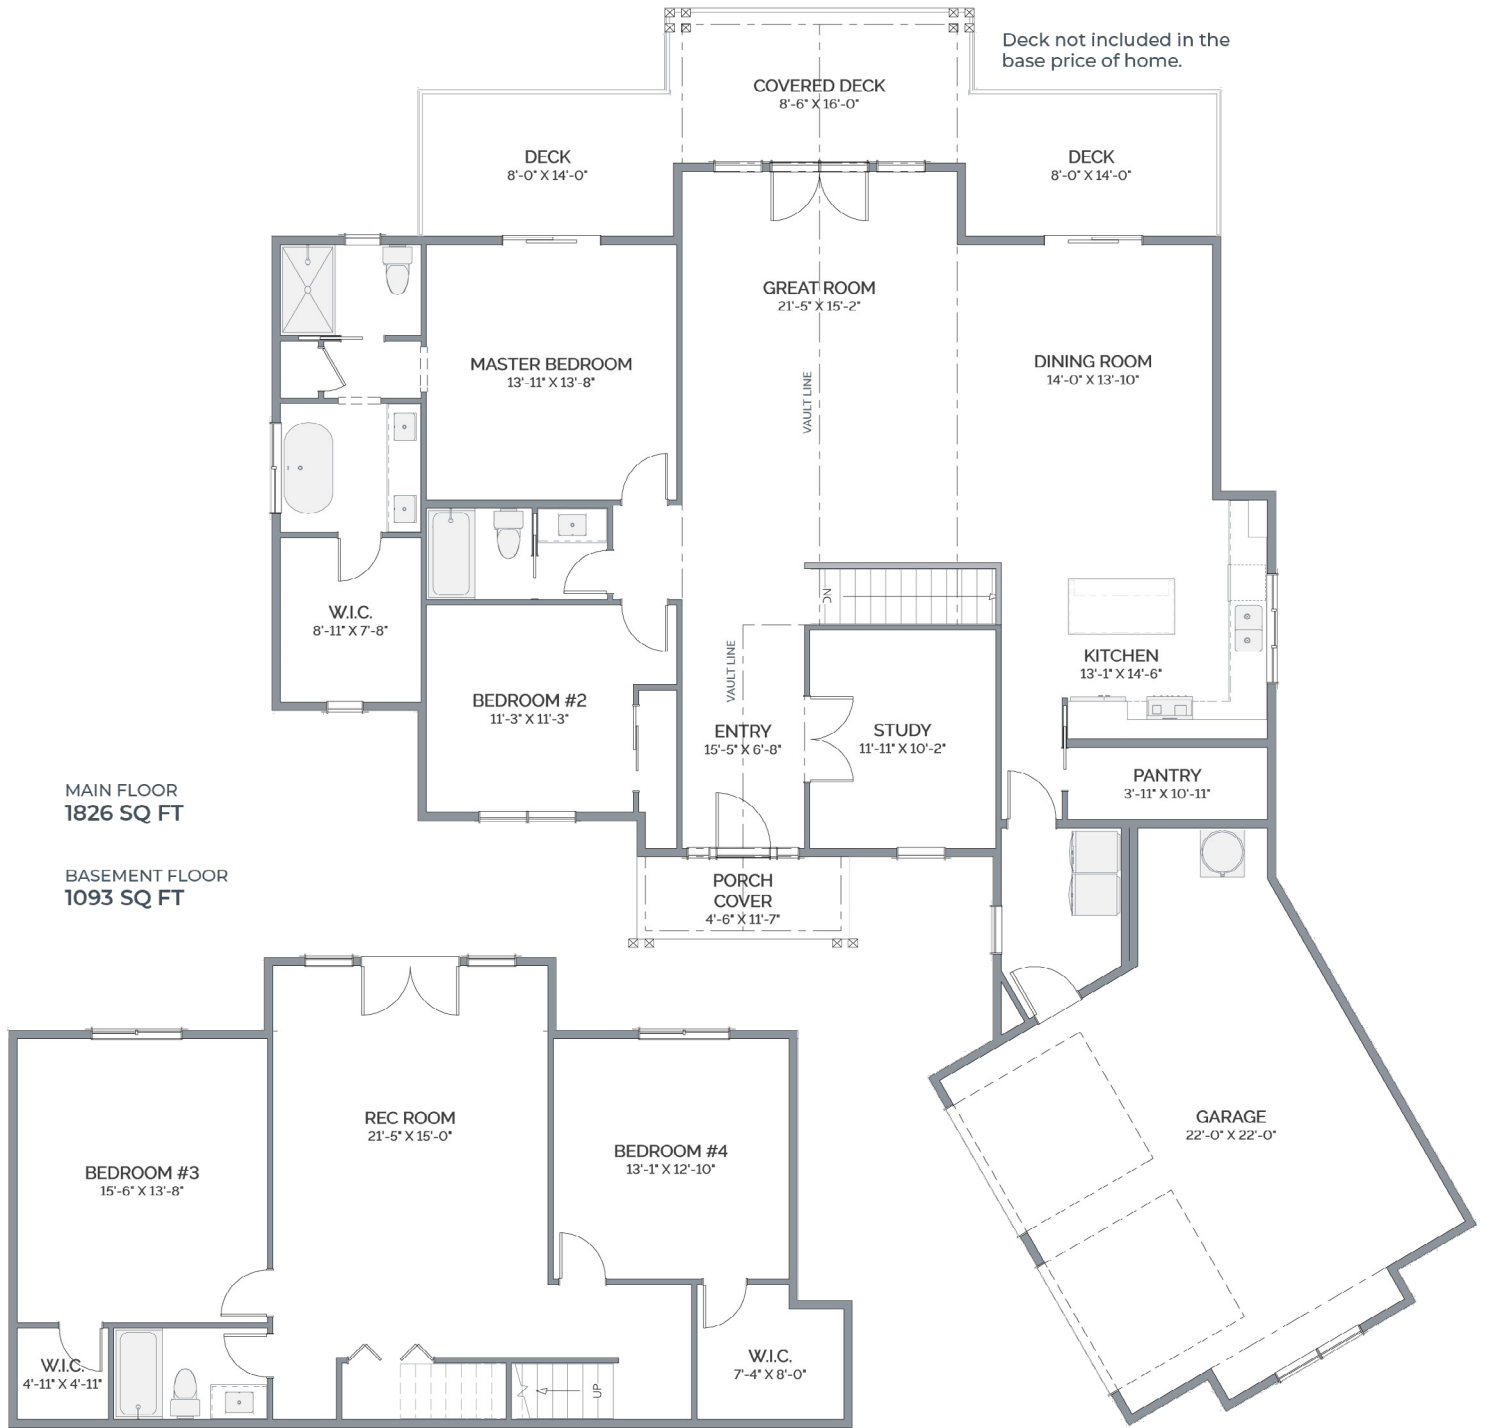 Deck not included in the
base price of home.
COVERED DECK
8'-6" X 16'-0"
DECK
8'-0" X 14'-0"
DECK
8'-0" X 14'-0"
GREAT ROOM
21'-5" X 15'-2"
MASTER BEDROOM
13'-11" X 13'-8"
DINING ROOM
14'-0" X 13'-10"
VAULT LINE
W.I.C.
8'-11" X 7'-8"
DN
KITCHEN
13'-1" X 14'-6"
VAULT LINE
BEDROOM #2
11'-3" X 11'-3"
ENTRY
15'-5" X 6'-8"
STUDY
11'-11" X 10'-2"
PANTRY
3'-11" X 10'-11"
MAIN FLOOR
1826 SQ FT
BASEMENT FLOOR
1093 SQ FT
PORCH
COVER
4'-6" X 11'-7"
REC ROOM
21'-5" X 15'-0"
GARAGE
22'-0" X 22'-0"
BEDROOM #3
15'-6" X 13'-8"
BEDROOM #4
13'-1" X 12'-10"
W.I.C.
4'-11" X 4'-11"
UP
W.I.C.
7'-4" X 8'-0"